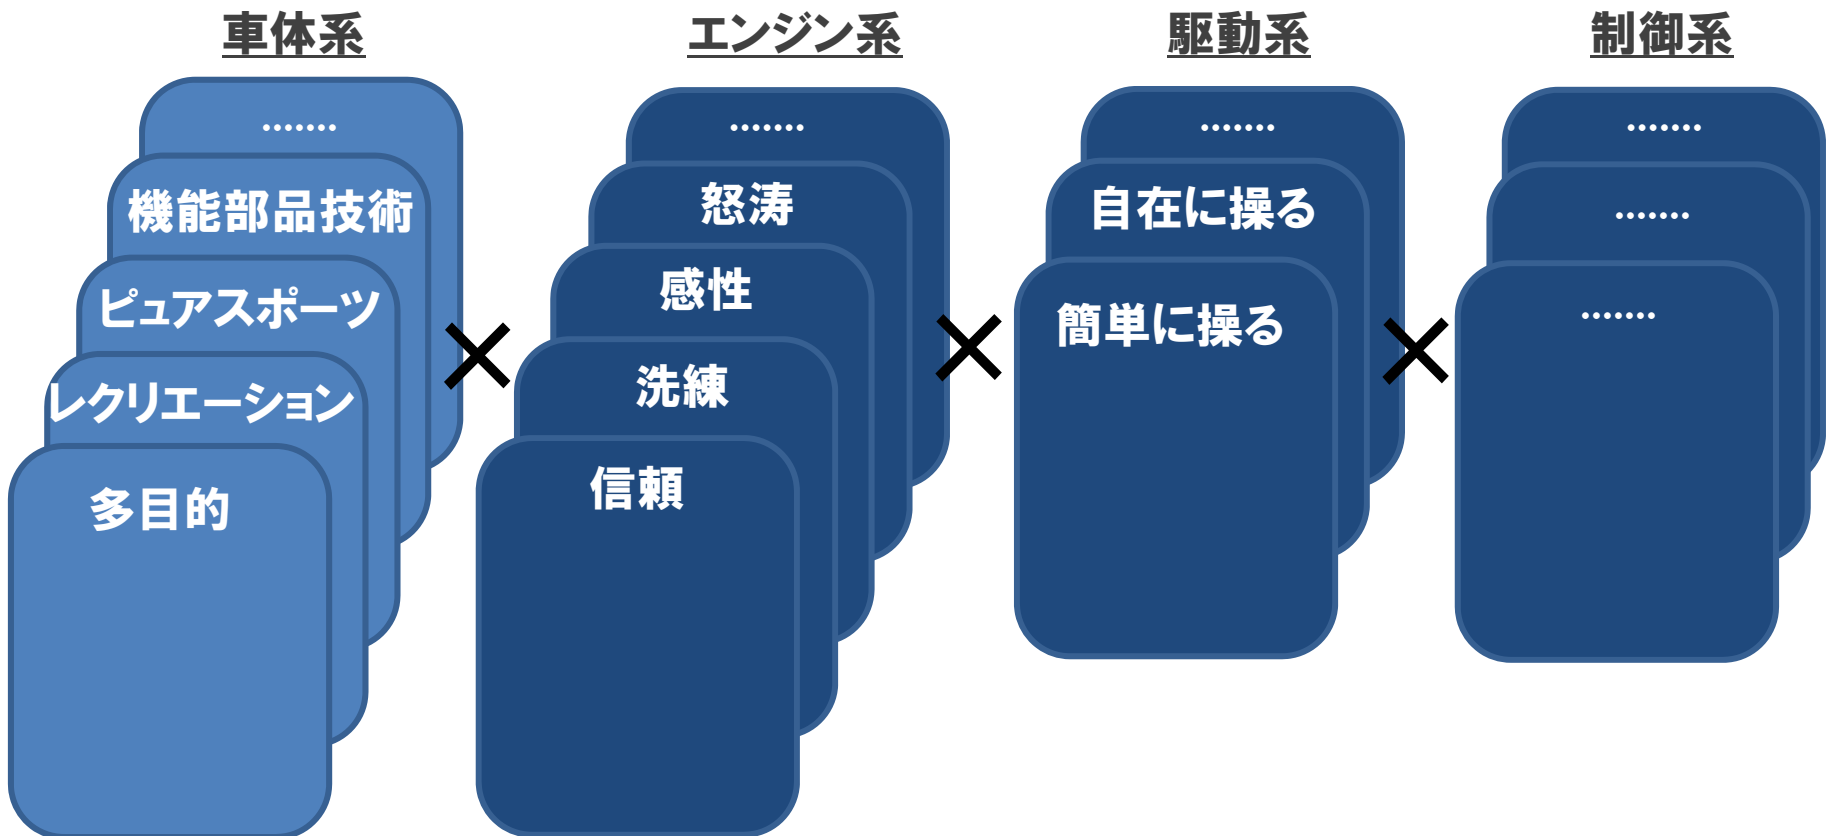 車体系
.......
機能部品技術
ピュアスポーツ
レクリエーション
多目的
×
エンジン系
.......
怒涛
感性
洗練
信頼
×
駆動系
.......
自在に操る
簡単に操る
×
制御系
.......
.......
.......